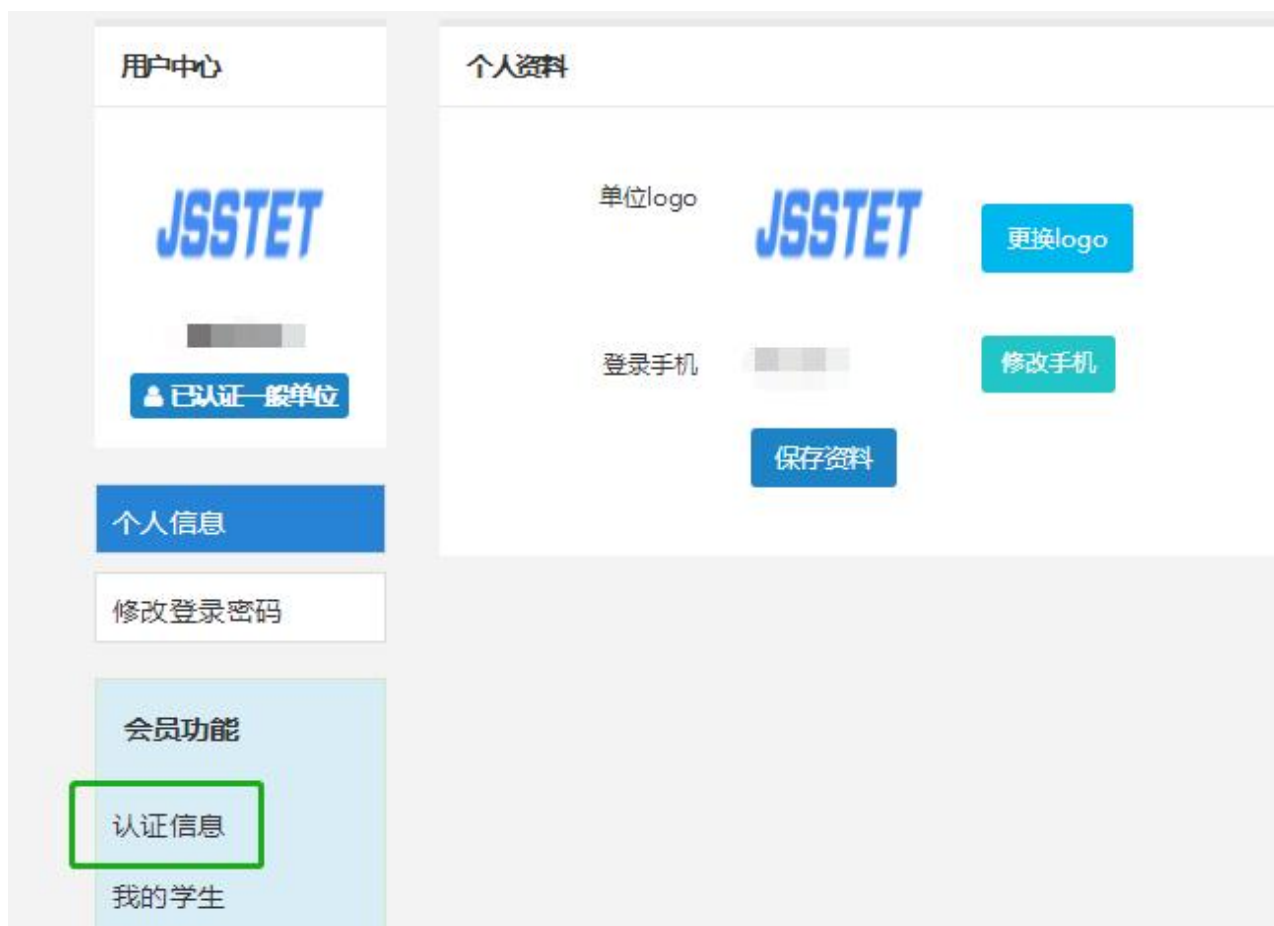 用户中心
JSSTET
已认证一般单位
个人信息
修改登录密码
会员功能
认证信息
我的学生
个人资料
单位logo
JSSTET
更换logo
登录手机
修改手机
保存资料